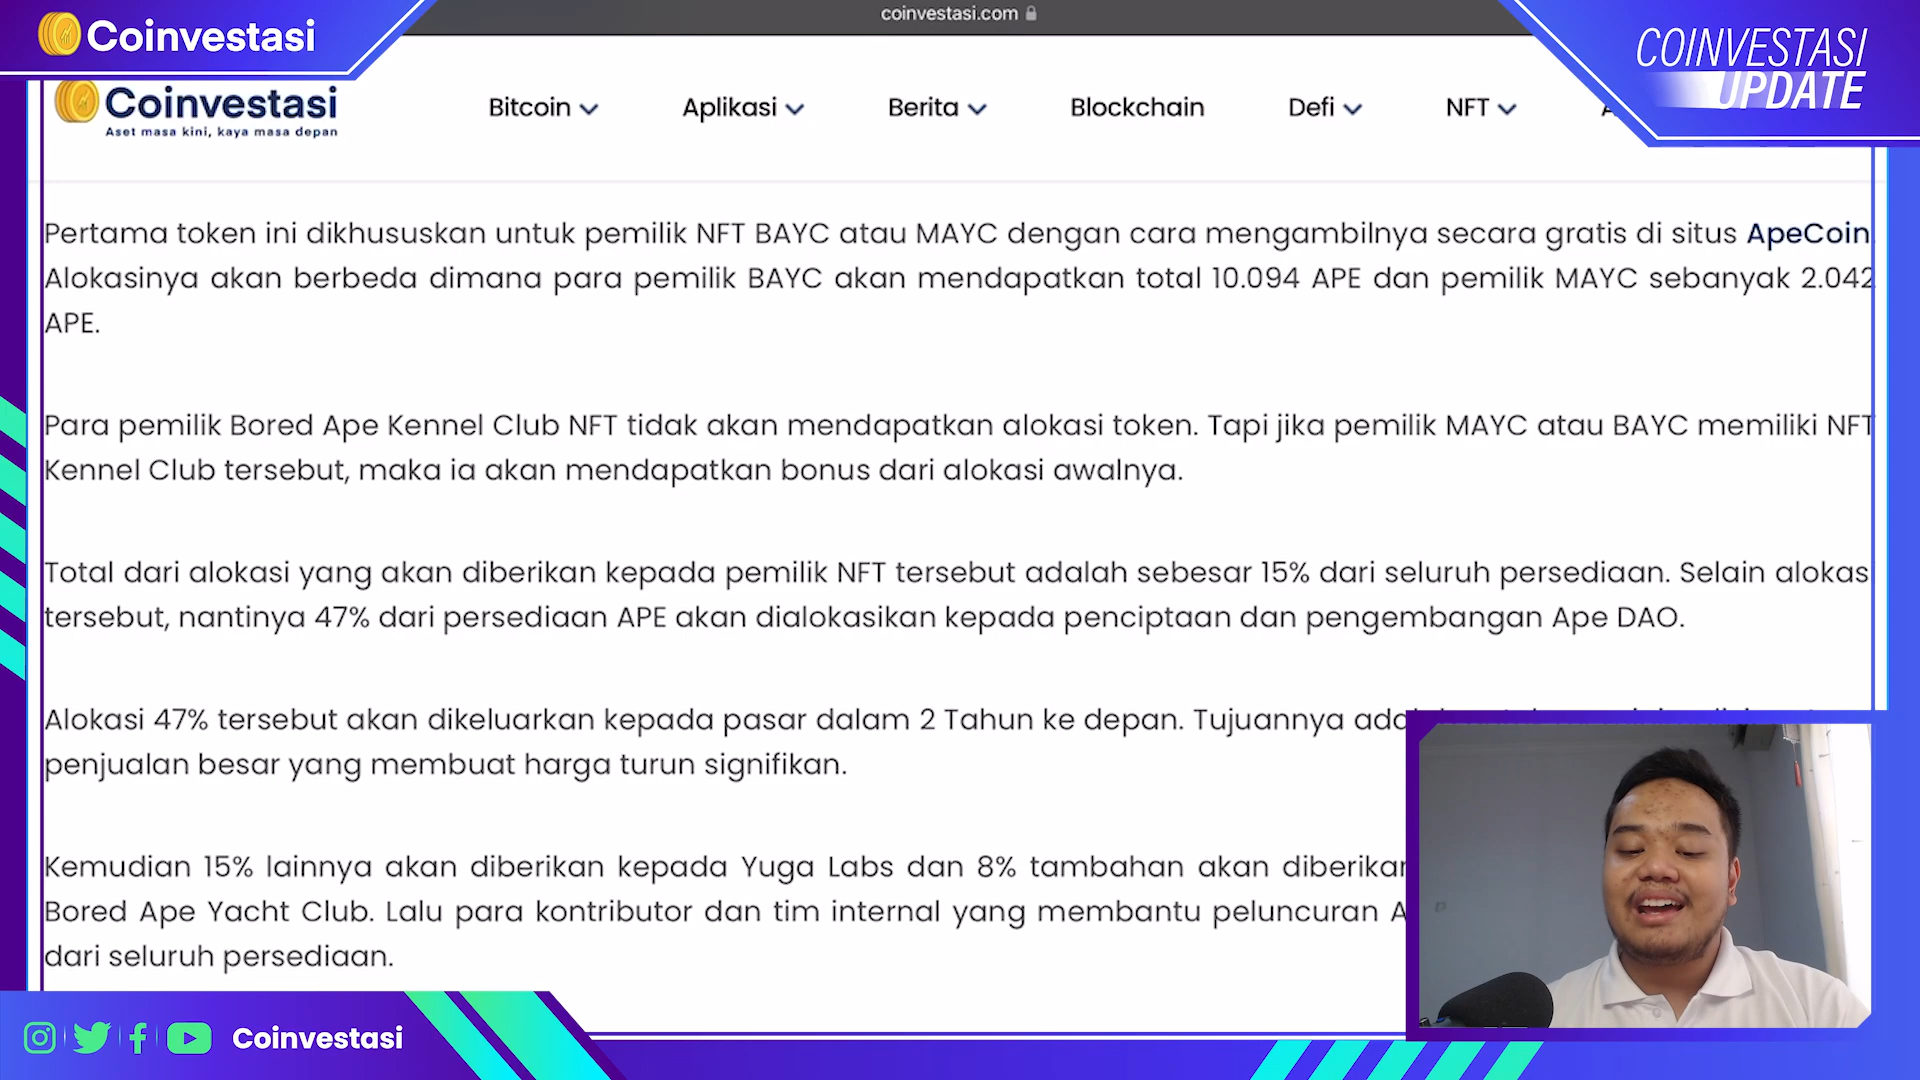 coinvestasi.com
Coinvestasi
COINVESTASI
UPDATE
Coinvestasi
Aset masa kini, kaya masa depan
Bitcoin Aplikasi Berita Blockchain Defi NFT
Pertama token ini dikhususkan untuk pemilik NFT BAYC atau MAYC dengan cara mengambilnya secara gratis di situs ApeCoin
Alokasinya akan berbeda dimana para pemilik BAYC akan mendapatkan total 10.094 APE dan pemilik MAYC sebanyak 2.042
APE.
Para pemilik Bored Ape Kennel Club NFT tidak akan mendapatkan alokasi token. Tapi jika pemilik MAYC atau BAYC memiliki NFT
Kennel Club tersebut, maka ia akan mendapatkan bonus dari alokasi awalnya.
Total dari alokasi yang akan diberikan kepada pemilik NFT tersebut adalah sebesar 15% dari seluruh persediaan. Selain alokas
tersebut, nantinya 47% dari persediaan APE akan dialokasikan kepada penciptaan dan pengembangan Ape DAO.
Alokasi 47% tersebut akan dikeluarkan kepada pasar dalam 2 Tahun ke depan. Tujuannya
penjualan besar yang membuat harga turun signifikan.
Kemudian 15% lainnya akan diberikan kepada Yuga Labs dan 8% tambahan akan diberikan
Bored Ape Yacht Club. Lalu para kontributor dan tim internal yang membantu peluncuran A
dari seluruh persediaan.
Coinvestasi